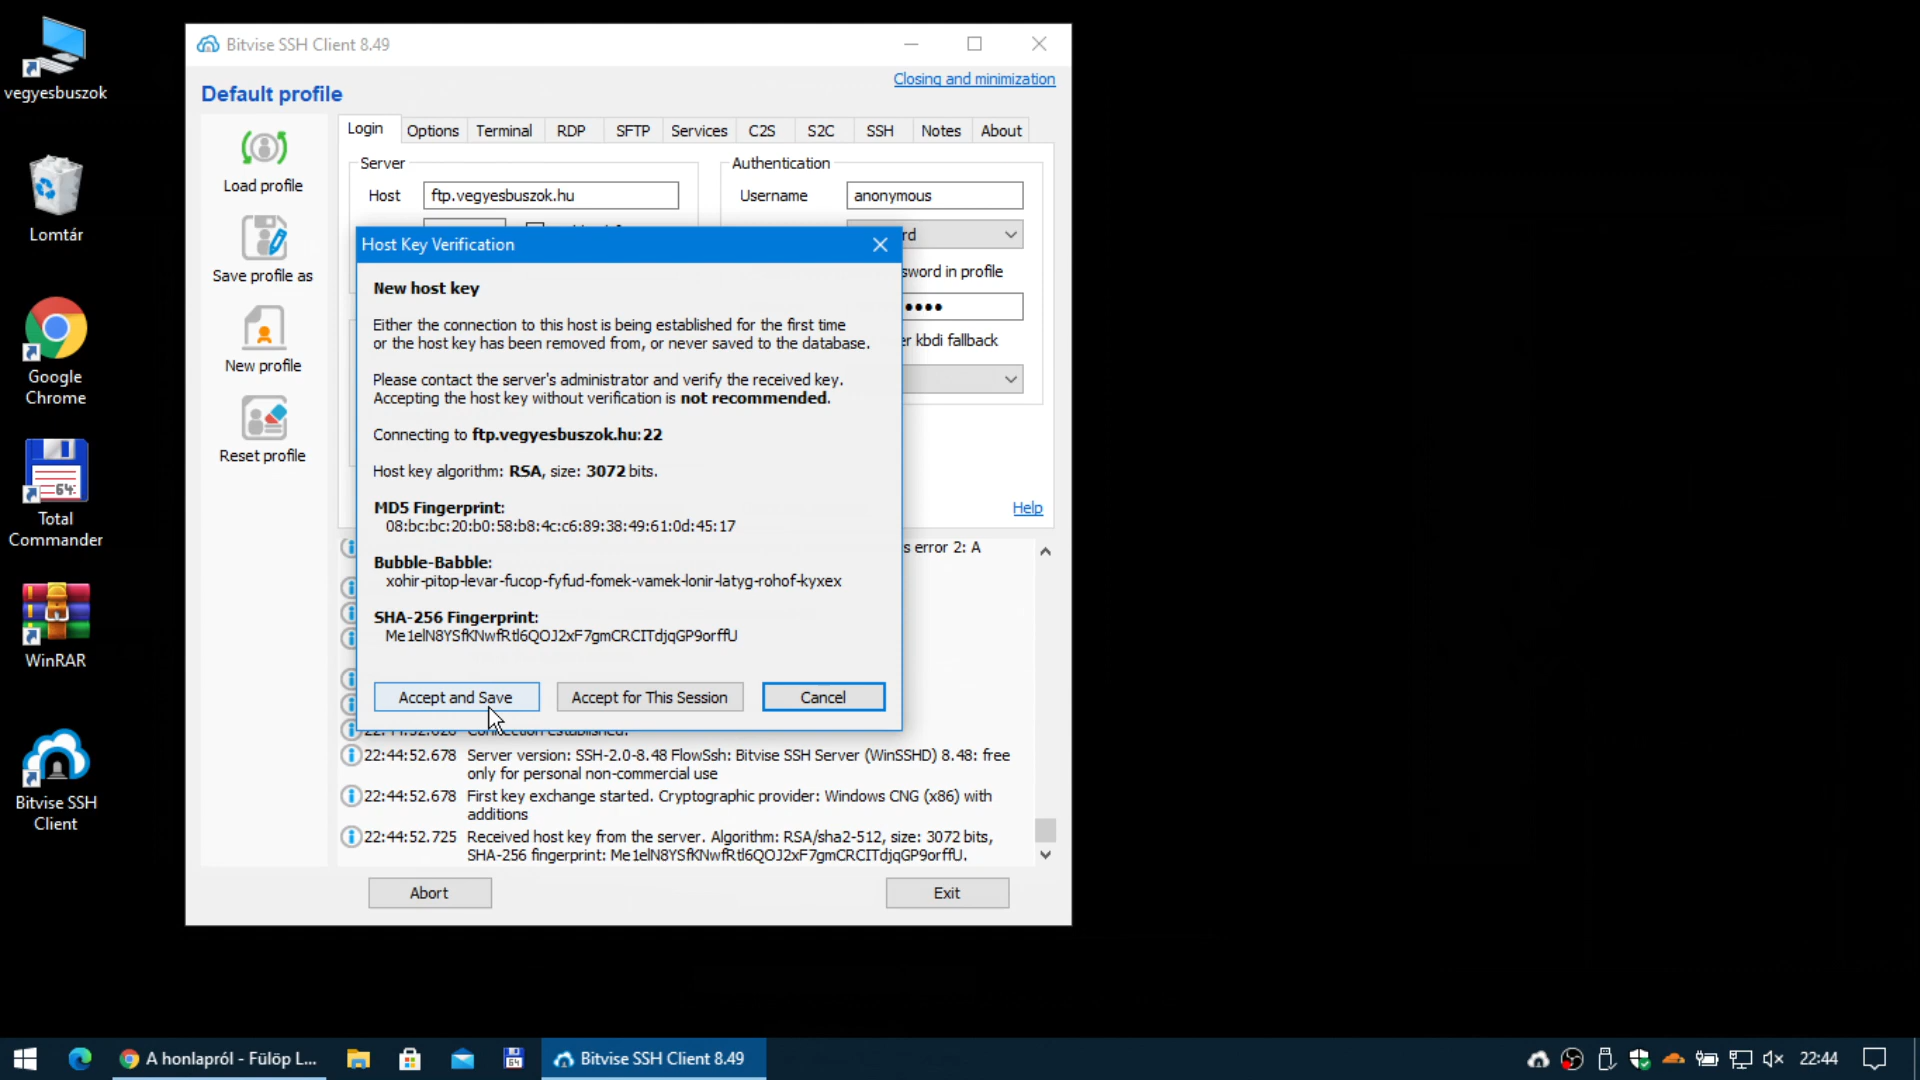 vegyesbuszok
Lomtár
Google
Chrome
64
Total
Commander
WinRAR
Bitvise SSH
Client
Bitvise SSH Client 8.49
Closing and minimization
Default profile
Load profile
Save profile as
New profile
Reset profile
Login Options Terminal RDP SFTP Services C2S S2C SSH Notes About
Server
Host ftp.vegyesbuszok.hu
Authentication
Username anonymous
rd
sword in profile
er kbdi fallback
Help
Host Key Verification
New host key
Either the connection to this host is being established for the first time
or the host key has been removed from, or never saved to the database.
Please contact the server's administrator and verify the received key.
Accepting the host key without verification is not recommended.
Connecting to ftp.vegyesbuszok.hu:22
Host key algorithm: RSA, size: 3072 bits.
MD5 Fingerprint:
08:bc:bc:20:b0:58:b8:4c:c6:89:38:49:61:0d:45:17
Bubble-Babble:
xohir-pitop-levar-fucop-fyfud-fomek-vamek-lonir-latyg-rohof-kyxex
SHA-256 Fingerprint:
Me1elN8YSfKNwfRtl6QOJ2xF7gmCRCITdjqGP9orffU
Accept and Save Accept for This Session Cancel
s error 2: A
22:44:52.678 Server version: SSH-2.0-8.48 FlowSsh: Bitvise SSH Server (WinSSHD) 8.48: free
only for personal non-commercial use
22:44:52.678 First key exchange started. Cryptographic provider: Windows CNG (x86) with
additions
22:44:52.725 Received host key from the server. Algorithm: RSA/sha2-512, size: 3072 bits,
SHA-256 fingerprint: Me1elN8YSfKNwfRtl6QOJ2xF7gmCRCITdjqGP9orffU.
Abort Exit
A honlapról - Fülöp L...
64
Bitvise SSH Client 8.49
22:44